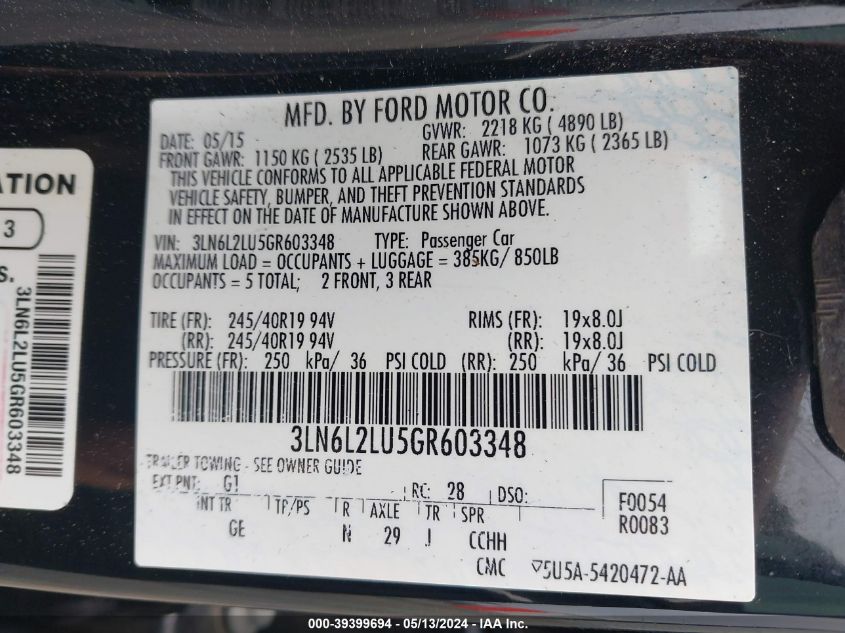 MFD. BY FORD MOTOR CO.
DATE: 05/15 GVWR: 2218 KG ( 4890 LB)
FRONT GAWR: 1150 KG ( 2535 LB) REAR GAWR: 1073 KG ( 2365 LB)
THIS VEHICLE CONFORMS TO ALL APPLICABLE FEDERAL MOTOR
VEHICLE SAFETY, BUMPER, AND THEFT PREVENTION STANDARDS
IN EFFECT ON THE DATE OF MANUFACTURE SHOWN ABOVE.
VIN: 3LN6L2LU5GR603348 TYPE: Passenger Car
MAXIMUM LOAD = OCCUPANTS + LUGGAGE = 385KG/ 850LB
OCCUPANTS = 5 TOTAL; 2 FRONT, 3 REAR
TIRE (FR): 245/40R19 94V RIMS (FR): 19x8.0J
(RR): 245/40R19 94V (RR): 19x8.0J
PRESSURE (FR): 250 kPa/ 36 PSI COLD (RR): 250 kPa/ 36 PSI COLD
3LN6L2LU5GR603348
TRAILER TOWING - SEE OWNER GUIDE
EXT PNT: G1 RC: 28 DSO: F0054
INT TR TP/PS R AXLE TR SPR R0083
GE N 29 J CCHH
CMC 5U5A-5420472-AA
ATION
3
S.
3LN6L2LU5GR603348
000-39399694 - 05/13/2024 - IAA Inc.